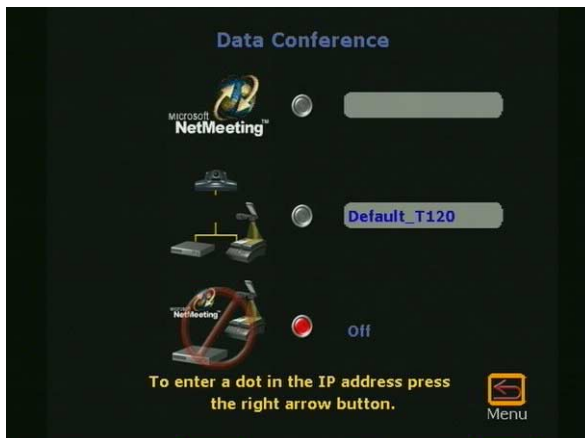 Data Conference
Microsoft
NetMeeting™
Default_T120
NetMeeting
Off
To enter a dot in the IP address press
the right arrow button.
Menu